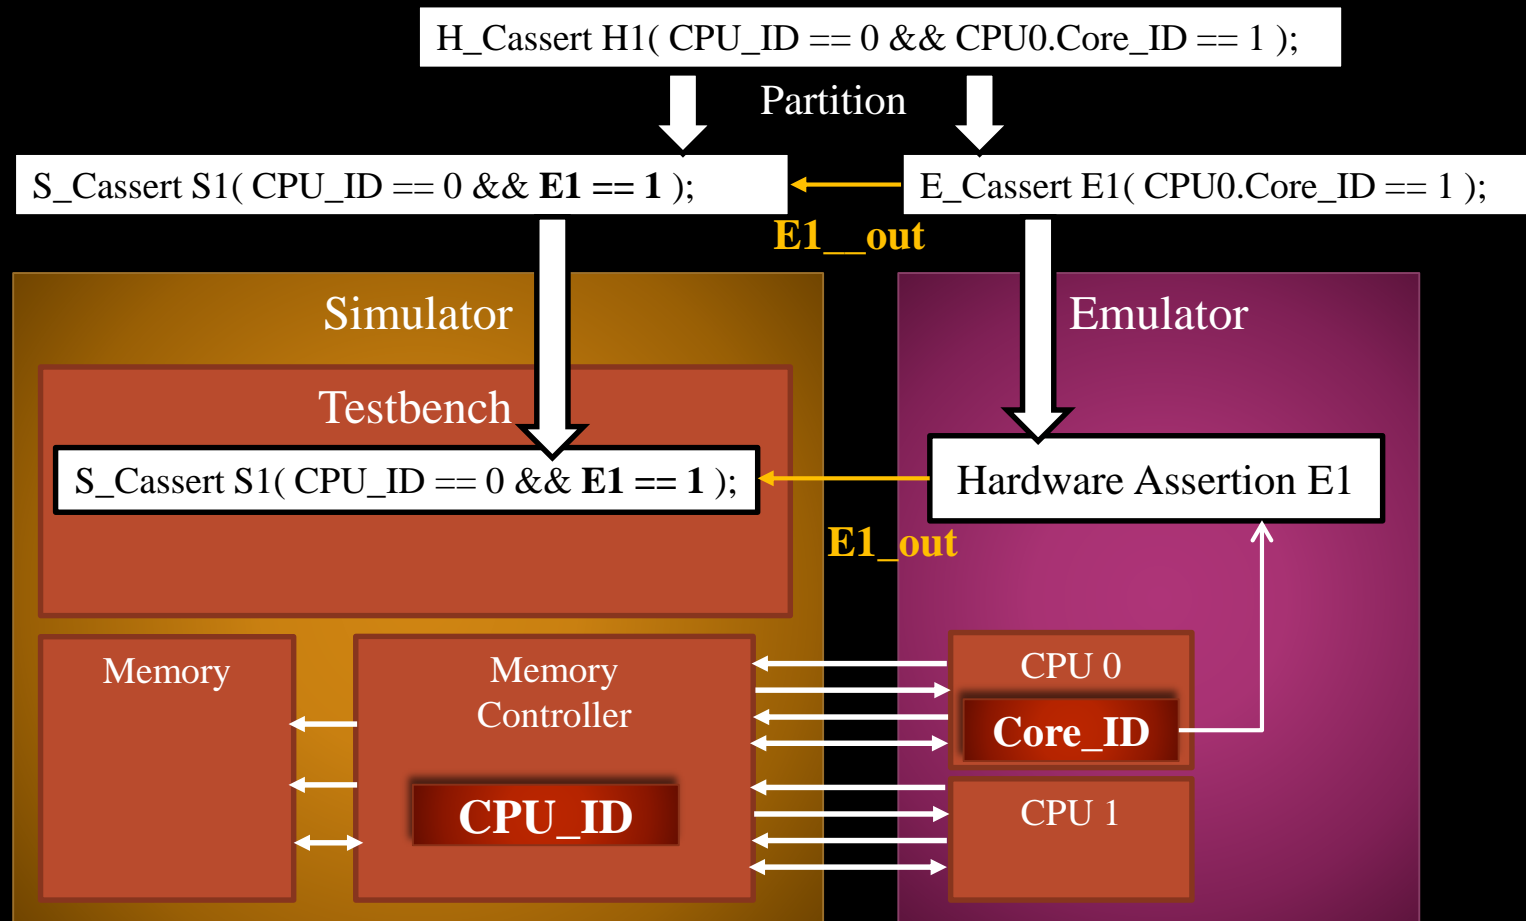 H_Cassert H1( CPU_ID == 0 && CPU0.Core_ID == 1 );
Partition
S_Cassert S1( CPU_ID == 0 && E1 == 1 );
E_Cassert E1( CPU0.Core_ID == 1 );
E1__out
Simulator
Emulator
Testbench
S_Cassert S1( CPU_ID == 0 && E1 == 1 );
Hardware Assertion E1
E1_out
Memory
Memory
Controller
CPU_ID
CPU 0
Core_ID
CPU 1